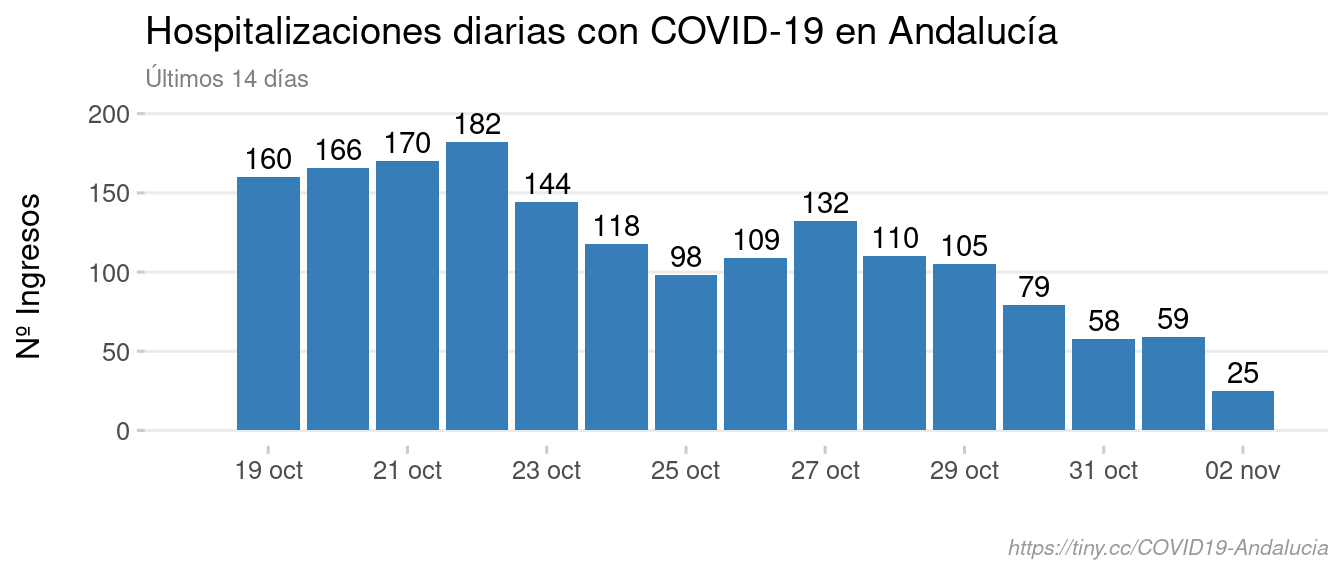 Hospitalizaciones diarias con COVID-19 en Andalucía
Últimos 14 días
Nº Ingresos
200
150
100
50
0
160
166
170
182
144
118
98
109
132
110
105
79
58
59
25
19 oct
21 oct
23 oct
25 oct
27 oct
29 oct
31 oct
02 nov
https://tiny.cc/COVID19-Andalucia